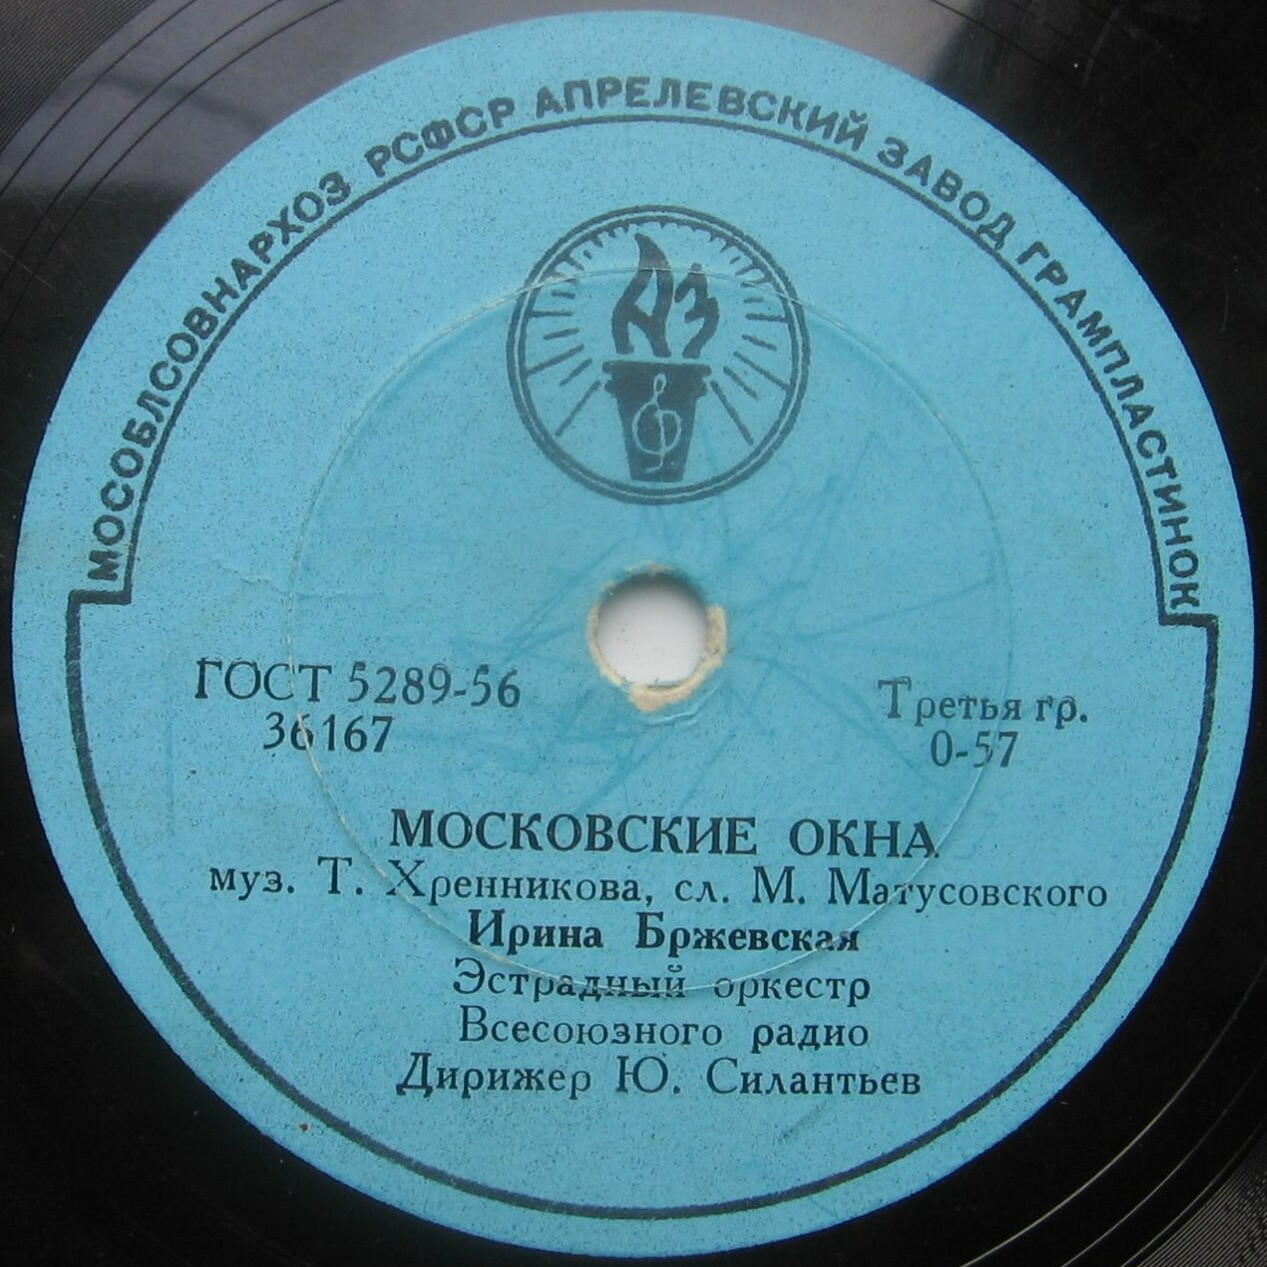 МОСОБЛСОВНАРХОЗ РСФСР АПРЕЛЕВСКИЙ ЗАВОД ГРАМПЛАСТИНОК
АЗ
ГОСТ 5289-56
36167
Третья гр.
0-57
МОСКОВСКИЕ ОКНА
муз. Т. Хренникова, сл. М. Матусовского
Ирина Бржевская
Эстрадный оркестр
Всесоюзного радио
Дирижер Ю. Силантьев